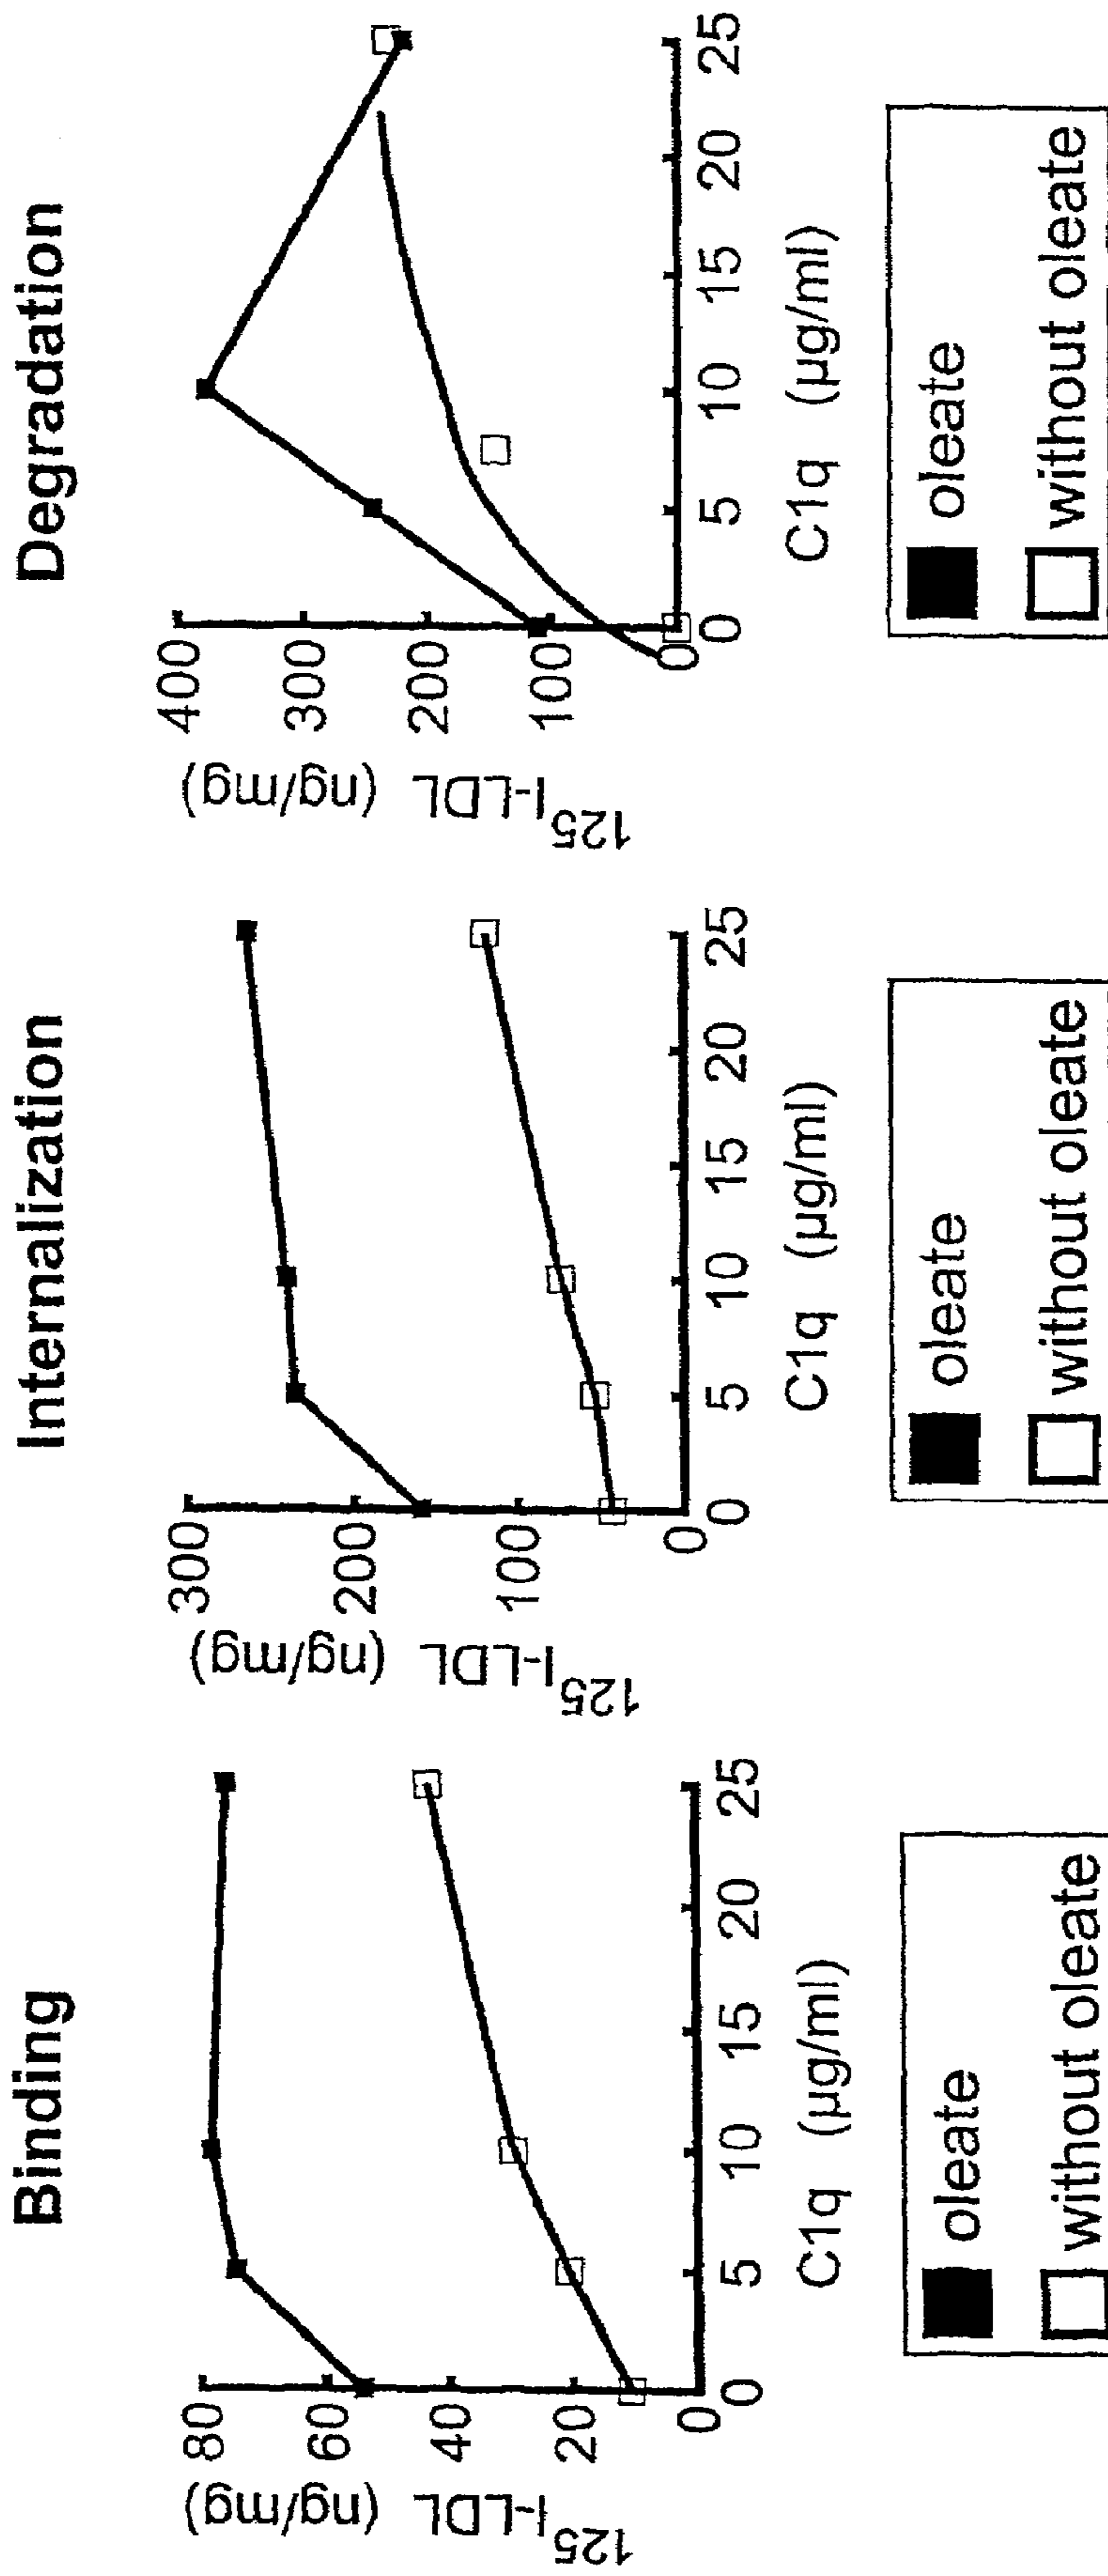 Binding
80
60
40
20
0
125I-LDL
(ng/mg)
0 5 10 15 20 25
C1q (µg/ml)
oleate
without oleate
Internalization
300
200
100
0
125I-LDL
(ng/mg)
0 5 10 15 20 25
C1q (µg/ml)
oleate
without oleate
Degradation
400
300
200
100
0
125I-LDL
(ng/mg)
0 5 10 15 20 25
C1q (µg/ml)
oleate
without oleate